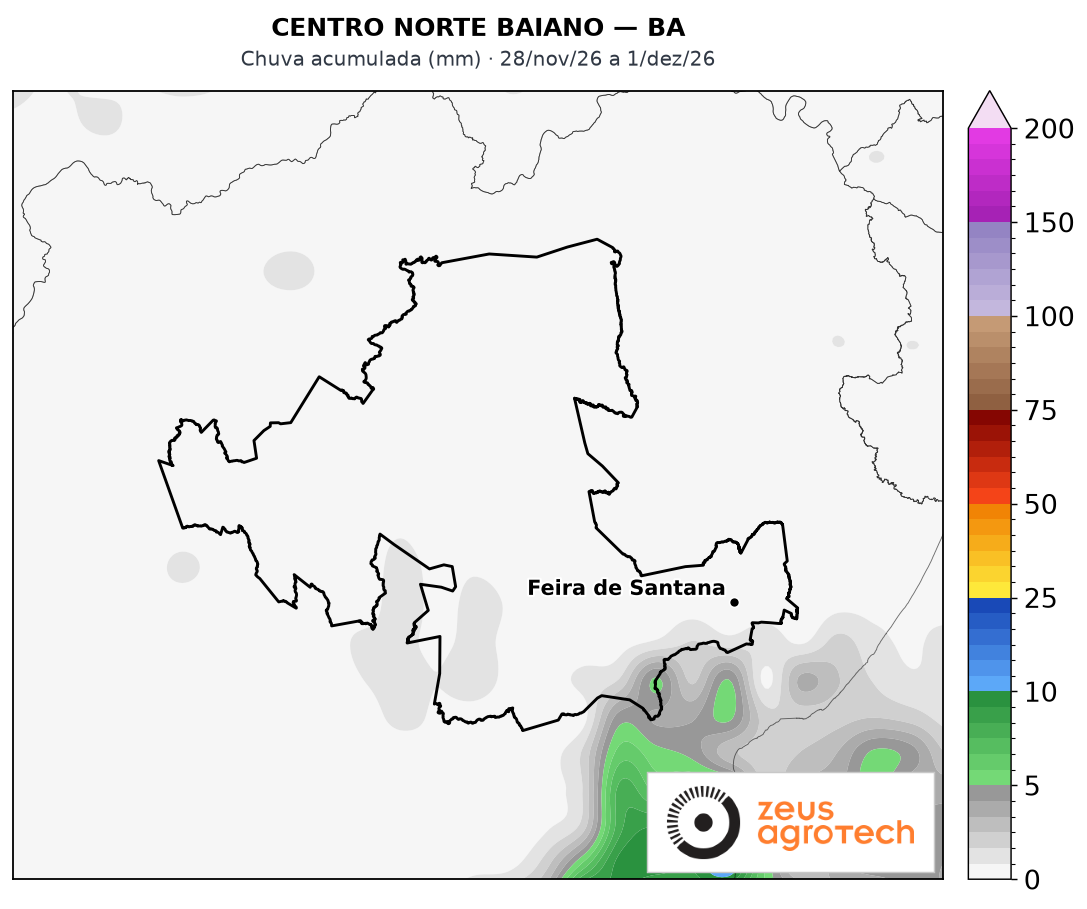 CENTRO NORTE BAIANO — BA
Chuva acumulada (mm) · 28/nov/26 a 1/dez/26
200
150
100
75
50
25
10
5
0
Feira de Santana
zeus
agrotech